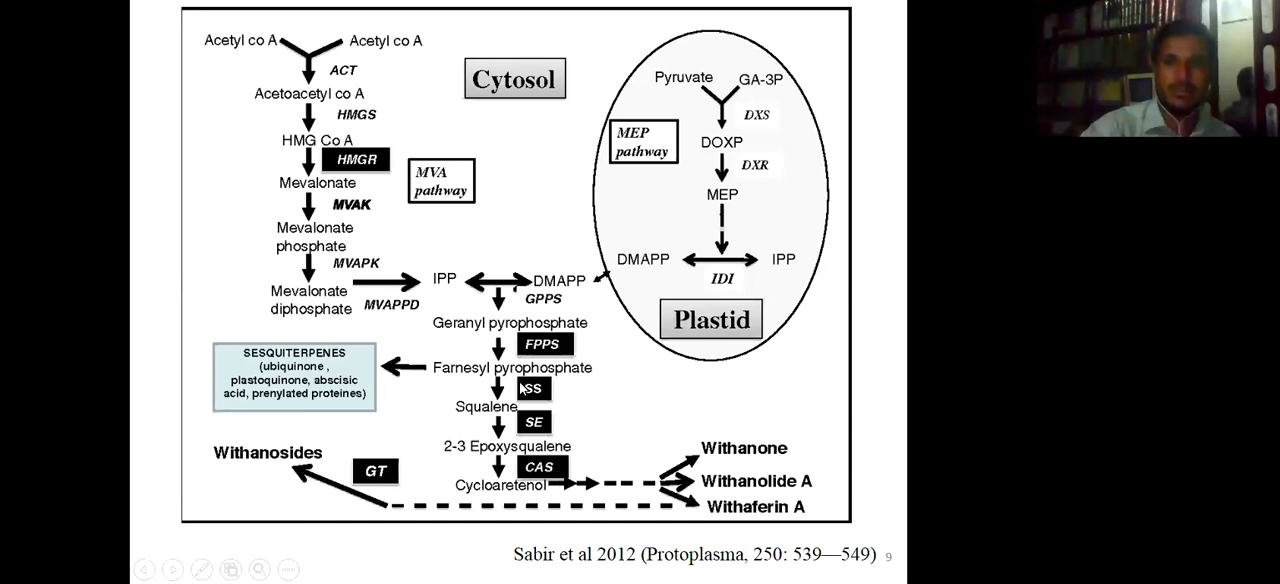 Acetyl co A Acetyl co A
ACT
Acetoacetyl co A
HMGS
HMG Co A
HMGR
Mevalonate
MVAK
Mevalonate
phosphate
MVAPK
Mevalonate
diphosphate
MVAPPD
MVA
pathway
Cytosol
IPP
DMAPP
GPPS
Geranyl pyrophosphate
FPPS
Farnesyl pyrophosphate
SS
Squalene
SE
2-3 Epoxysqualene
CAS
Cycloaretenol
SESQUITERPENES
(ubiquinone ,
plastoquinone, abscisic
acid, prenylated proteines)
Withanosides
GT
Withanone
Withanolide A
Withaferin A
Pyruvate GA-3P
DXS
MEP
pathway
DOXP
DXR
MEP
DMAPP IPP
IDI
Plastid
Sabir et al 2012 (Protoplasma, 250: 539—549)
9